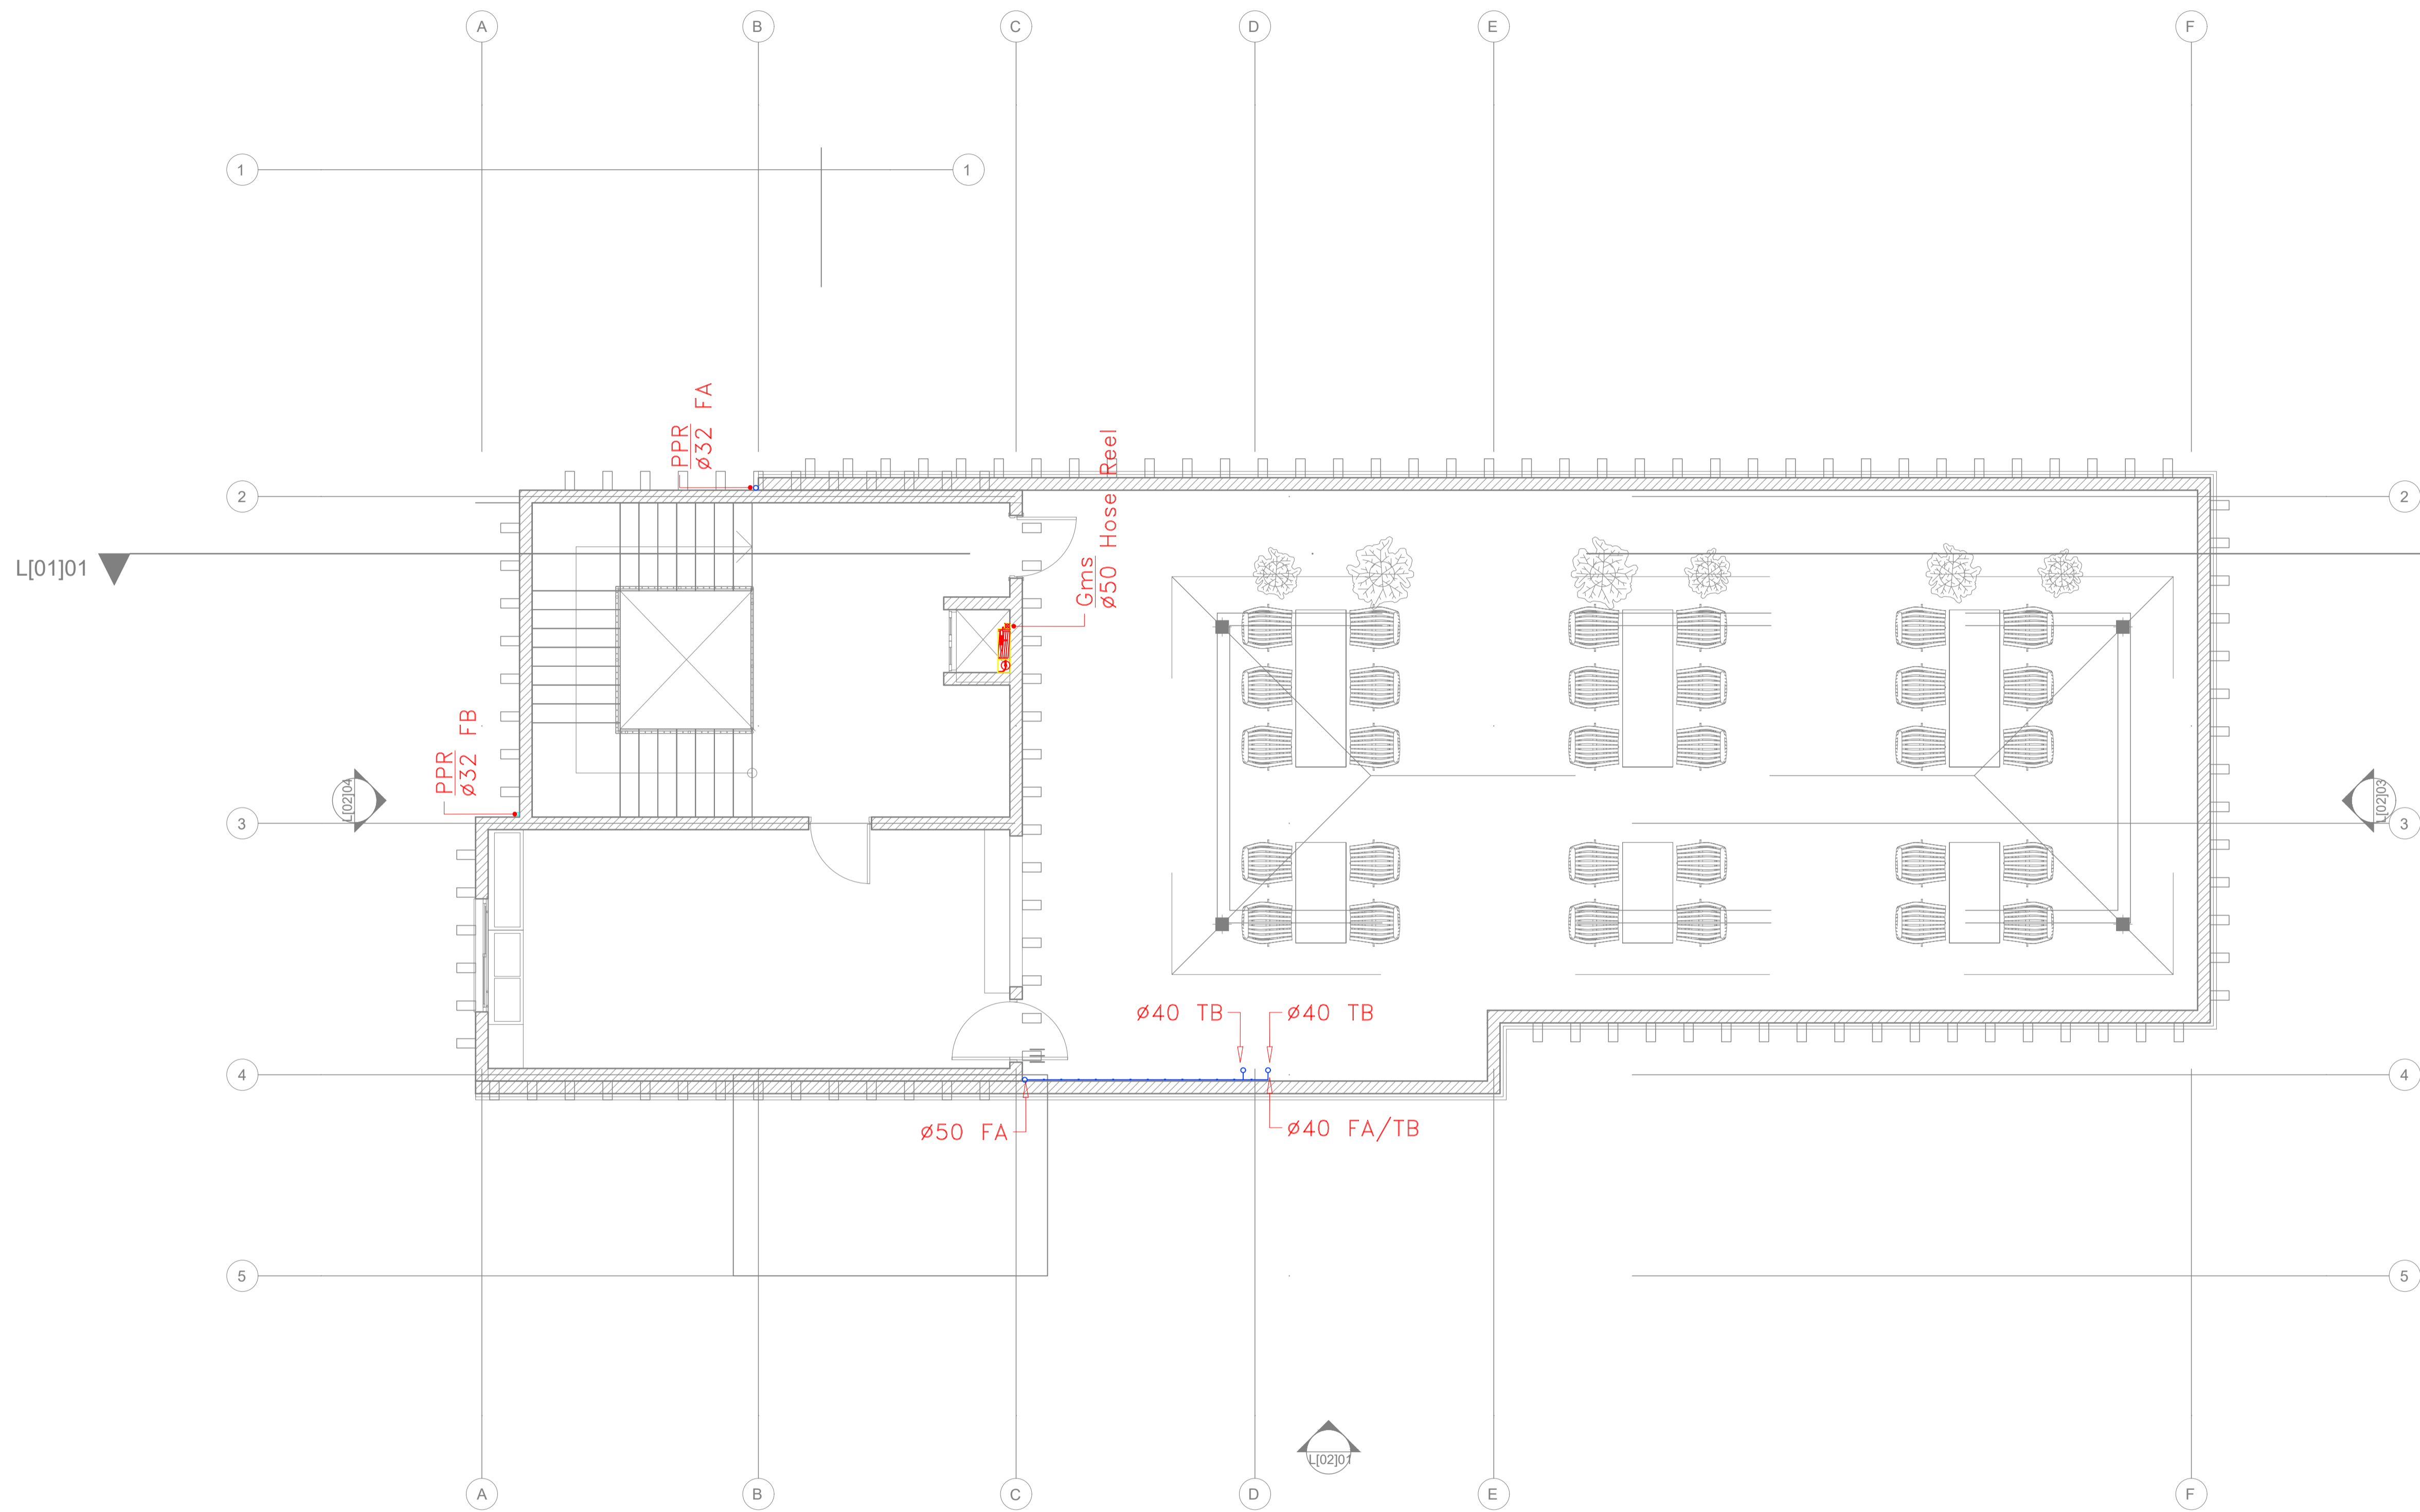 A
B
C
D
E
F
1
1
PPR
ø32 FA
Gms
ø50 Hose Reel
2
2
L[01]01
PPR
ø32 FB
L[02]04
L[02]03
3
3
ø40 TB
ø40 TB
4
4
ø50 FA
ø40 FA/TB
5
5
L[02]01
A
B
C
D
E
F